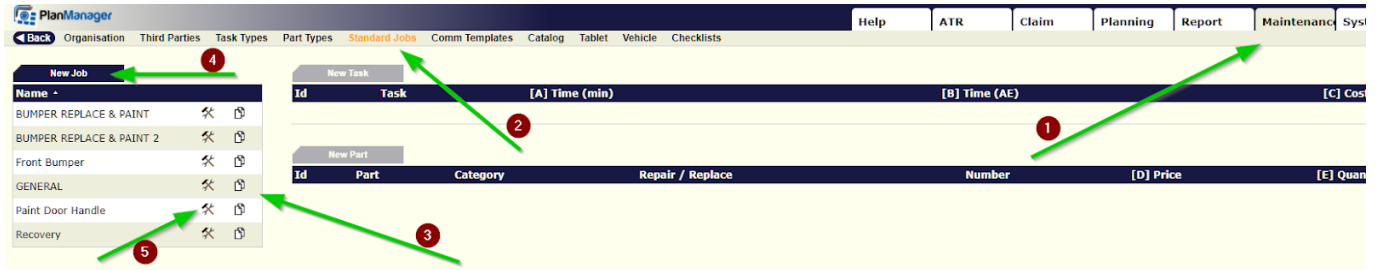 PlanManager
Help ATR Claim Planning Report Maintenanc Syst
Back Organisation Third Parties Task Types Part Types Standard Jobs Comm Templates Catalog Tablet Vehicle Checklists
4
1
New Job New Task
Name Id Task [A] Time (min) [B] Time (AE) [C] Cost
BUMPER REPLACE & PAINT
2
BUMPER REPLACE & PAINT 2
New Part
Front Bumper
Id Part Category Repair / Replace Number [D] Price [E] Quan
GENERAL
Paint Door Handle
3
Recovery
5